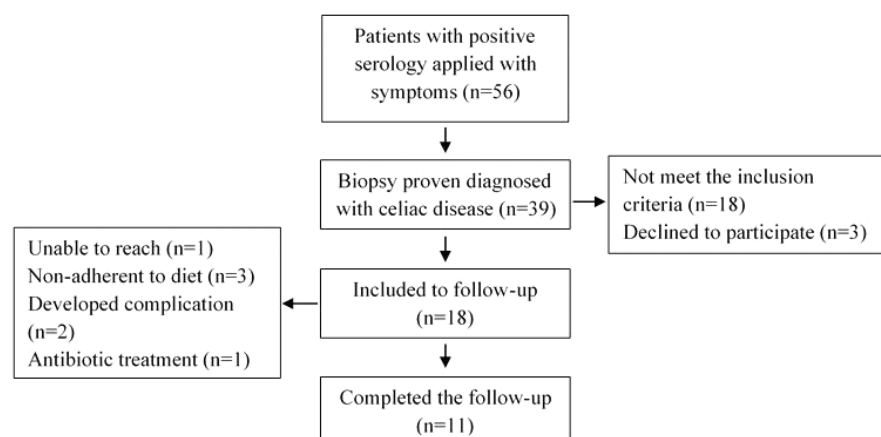 Patients with positive
serology applied with
symptoms (n=56)
Biopsy proven diagnosed
with celiac disease (n=39)
Not meet the inclusion
criteria (n=18)
Declined to participate (n=3)
Unable to reach (n=1)
Non-adherent to diet (n=3)
Developed complication
(n=2)
Antibiotic treatment (n=1)
Included to follow-up
(n=18)
Completed the follow-up
(n=11)